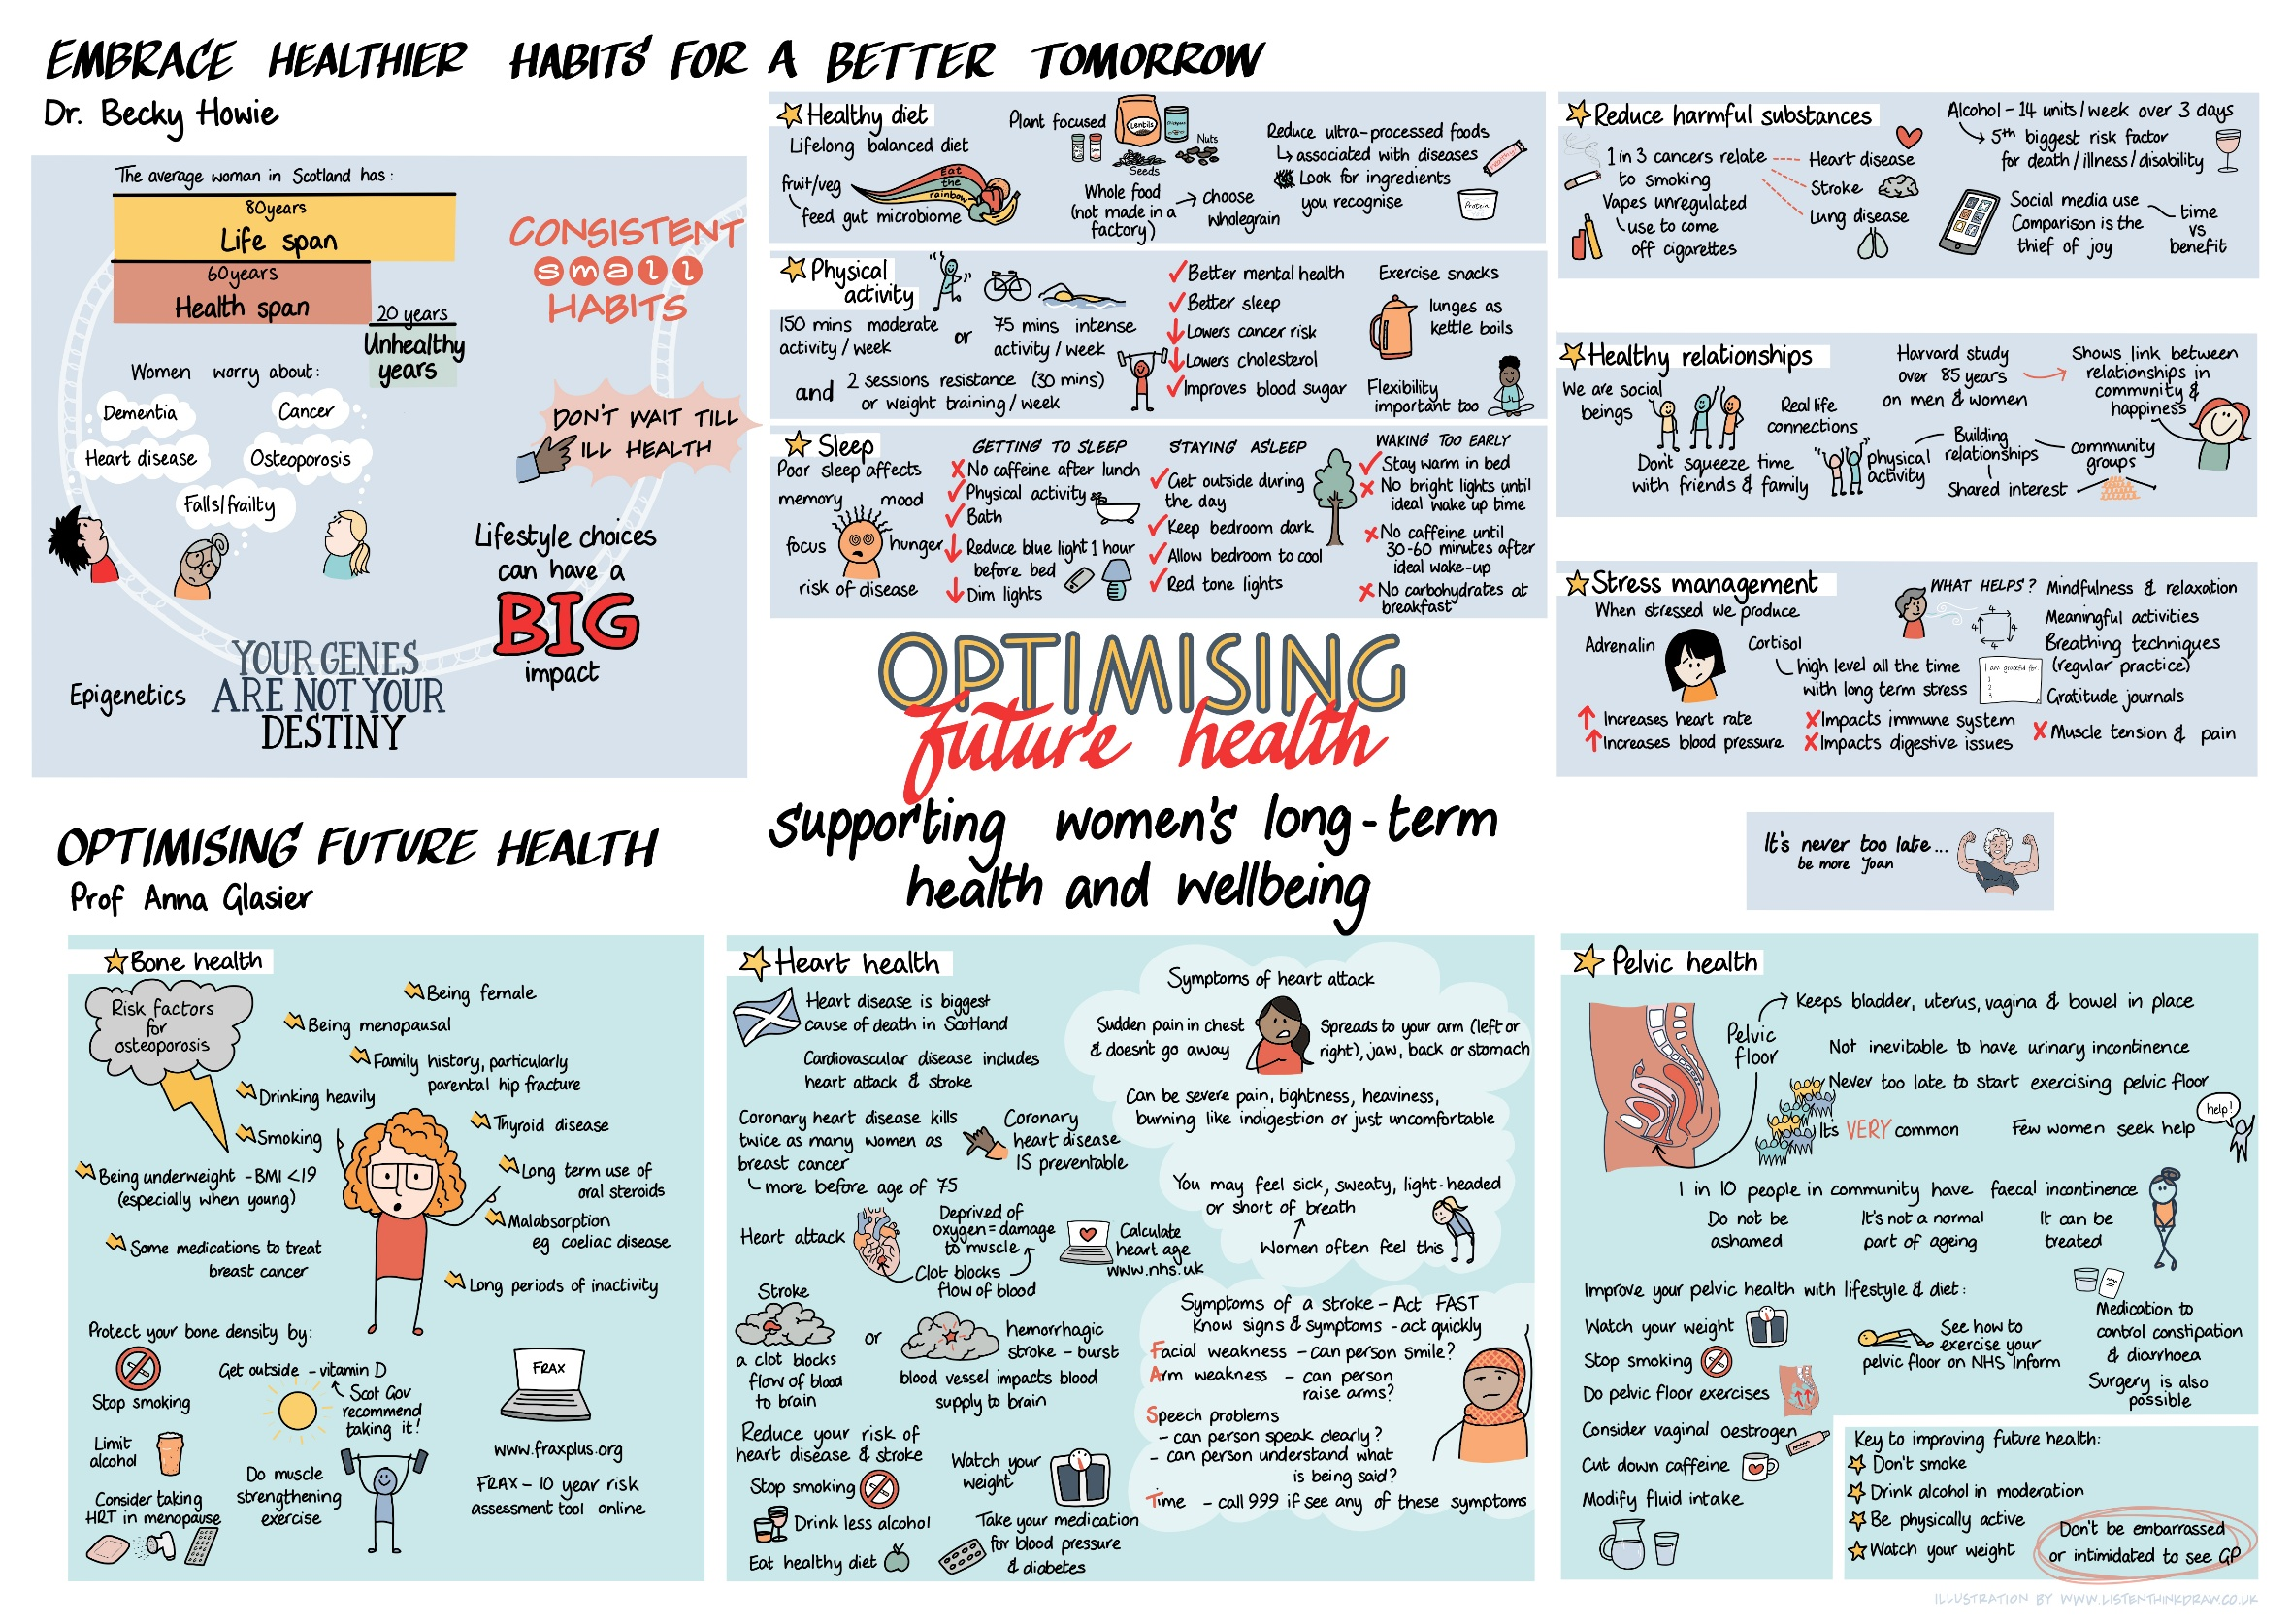 EMBRACE HEALTHIER HABITS FOR A BETTER TOMORROW
Dr. Becky Howie
The average woman in Scotland has:
80years
Life span
60years
Health span
20 years
Unhealthy
years
CONSISTENT
small
HABITS
Women worry about:
Dementia
Cancer
Heart disease
Osteoporosis
Falls/frailty
DON'T WAIT TILL
ILL HEALTH
Lifestyle choices
can have a
BIG
impact
Epigenetics
YOUR GENES
ARE NOT YOUR
DESTINY
Healthy diet
Lifelong balanced diet
fruit/veg
feed gut microbiome
Eat
the
rainbow
Plant focused
Lentils
Seeds
Nuts
Whole food
(not made in a
factory)
choose
wholegrain
Reduce ultra-processed foods
associated with diseases
Look for ingredients
you recognise
Protein
Physical
activity
150 mins moderate
activity/week
or
75 mins intense
activity/week
and 2 sessions resistance (30 mins)
or weight training/week
Better mental health
Better sleep
Lowers cancer risk
Lowers cholesterol
Improves blood sugar
Exercise snacks
lunges as
kettle boils
Flexibility
important too
Sleep
Poor sleep affects
memory mood
focus hunger
risk of disease
GETTING TO SLEEP
No caffeine after lunch
Physical activity
Bath
Reduce blue light 1 hour
before bed
Dim lights
STAYING ASLEEP
Get outside during
the day
Keep bedroom dark
Allow bedroom to cool
Red tone lights
WAKING TOO EARLY
Stay warm in bed
No bright lights until
ideal wake up time
No caffeine until
30-60 minutes after
ideal wake-up
No carbohydrates at
breakfast
Reduce harmful substances
1 in 3 cancers relate
to smoking
Vapes unregulated
use to come
off cigarettes
Heart disease
Stroke
Lung disease
Alcohol - 14 units/week over 3 days
5th biggest risk factor
for death/illness/disability
Social media use
Comparison is the
thief of joy
time
vs
benefit
Healthy relationships
We are social
beings
Real life
connections
Don't squeeze time
with friends & family
Harvard study
over 85 years
on men & women
Shows link between
relationships in
community &
happiness
physical
activity
Building
relationships
community
groups
Shared interest
Stress management
When stressed we produce
Adrenalin
Cortisol
high level all the time
with long term stress
Increases heart rate
Increases blood pressure
Impacts immune system
Impacts digestive issues
Muscle tension & pain
WHAT HELPS?
4
4
4
4
I am grateful for
1
2
3
Mindfulness & relaxation
Meaningful activities
Breathing techniques
(regular practice)
Gratitude journals
OPTIMISING
future health
supporting women's long-term
health and wellbeing
It's never too late...
be more Joan
OPTIMISING FUTURE HEALTH
Prof Anna Glasier
Bone health
Risk factors
for
osteoporosis
Being female
Being menopausal
Family history, particularly
parental hip fracture
Drinking heavily
Smoking
Thyroid disease
Being underweight - BMI <19
(especially when young)
Long term use of
oral steroids
Malabsorption
eg coeliac disease
Some medications to treat
breast cancer
Long periods of inactivity
Protect your bone density by:
Stop smoking
Get outside - vitamin D
Scot Gov
recommend
taking it!
Limit
alcohol
Do muscle
strengthening
exercise
Consider taking
HRT in menopause
FRAX
www.fraxplus.org
FRAX - 10 year risk
assessment tool online
Heart health
Heart disease is biggest
cause of death in Scotland
Cardiovascular disease includes
heart attack & stroke
Coronary heart disease kills
twice as many women as
breast cancer
more before age of 75
Coronary
heart disease
IS preventable
Heart attack
Deprived of
oxygen = damage
to muscle
Clot blocks
flow of blood
Calculate
heart age
www.nhs.uk
Stroke
a clot blocks
flow of blood
to brain
or
hemorrhagic
stroke - burst
blood vessel impacts blood
supply to brain
Reduce your risk of
heart disease & stroke
Stop smoking
Drink less alcohol
Eat healthy diet
Watch your
weight
Take your medication
for blood pressure
& diabetes
Symptoms of heart attack
Sudden pain in chest
& doesn't go away
Spreads to your arm (left or
right), jaw, back or stomach
Can be severe pain, tightness, heaviness,
burning like indigestion or just uncomfortable
You may feel sick, sweaty, light-headed
or short of breath
Women often feel this
Symptoms of a stroke - Act FAST
Know signs & symptoms - act quickly
Facial weakness - can person smile?
Arm weakness - can person
raise arms?
Speech problems
- can person speak clearly?
- can person understand what
is being said?
Time - call 999 if see any of these symptoms
Pelvic health
Pelvic
floor
Keeps bladder, uterus, vagina & bowel in place
Not inevitable to have urinary incontinence
Never too late to start exercising pelvic floor
It's VERY common
Few women seek help
help!
1 in 10 people in community have faecal incontinence
Do not be
ashamed
It's not a normal
part of ageing
It can be
treated
Improve your pelvic health with lifestyle & diet:
Watch your weight
Stop smoking
Do pelvic floor exercises
Consider vaginal oestrogen
Cut down caffeine
Modify fluid intake
See how to
exercise your
pelvic floor on NHS Inform
Medication to
control constipation
& diarrhoea
Surgery is also
possible
Key to improving future health:
Don't smoke
Drink alcohol in moderation
Be physically active
Watch your weight
Don't be embarrassed
or intimidated to see GP
ILLUSTRATION BY WWW.LISTENTHINKDRAW.CO.UK